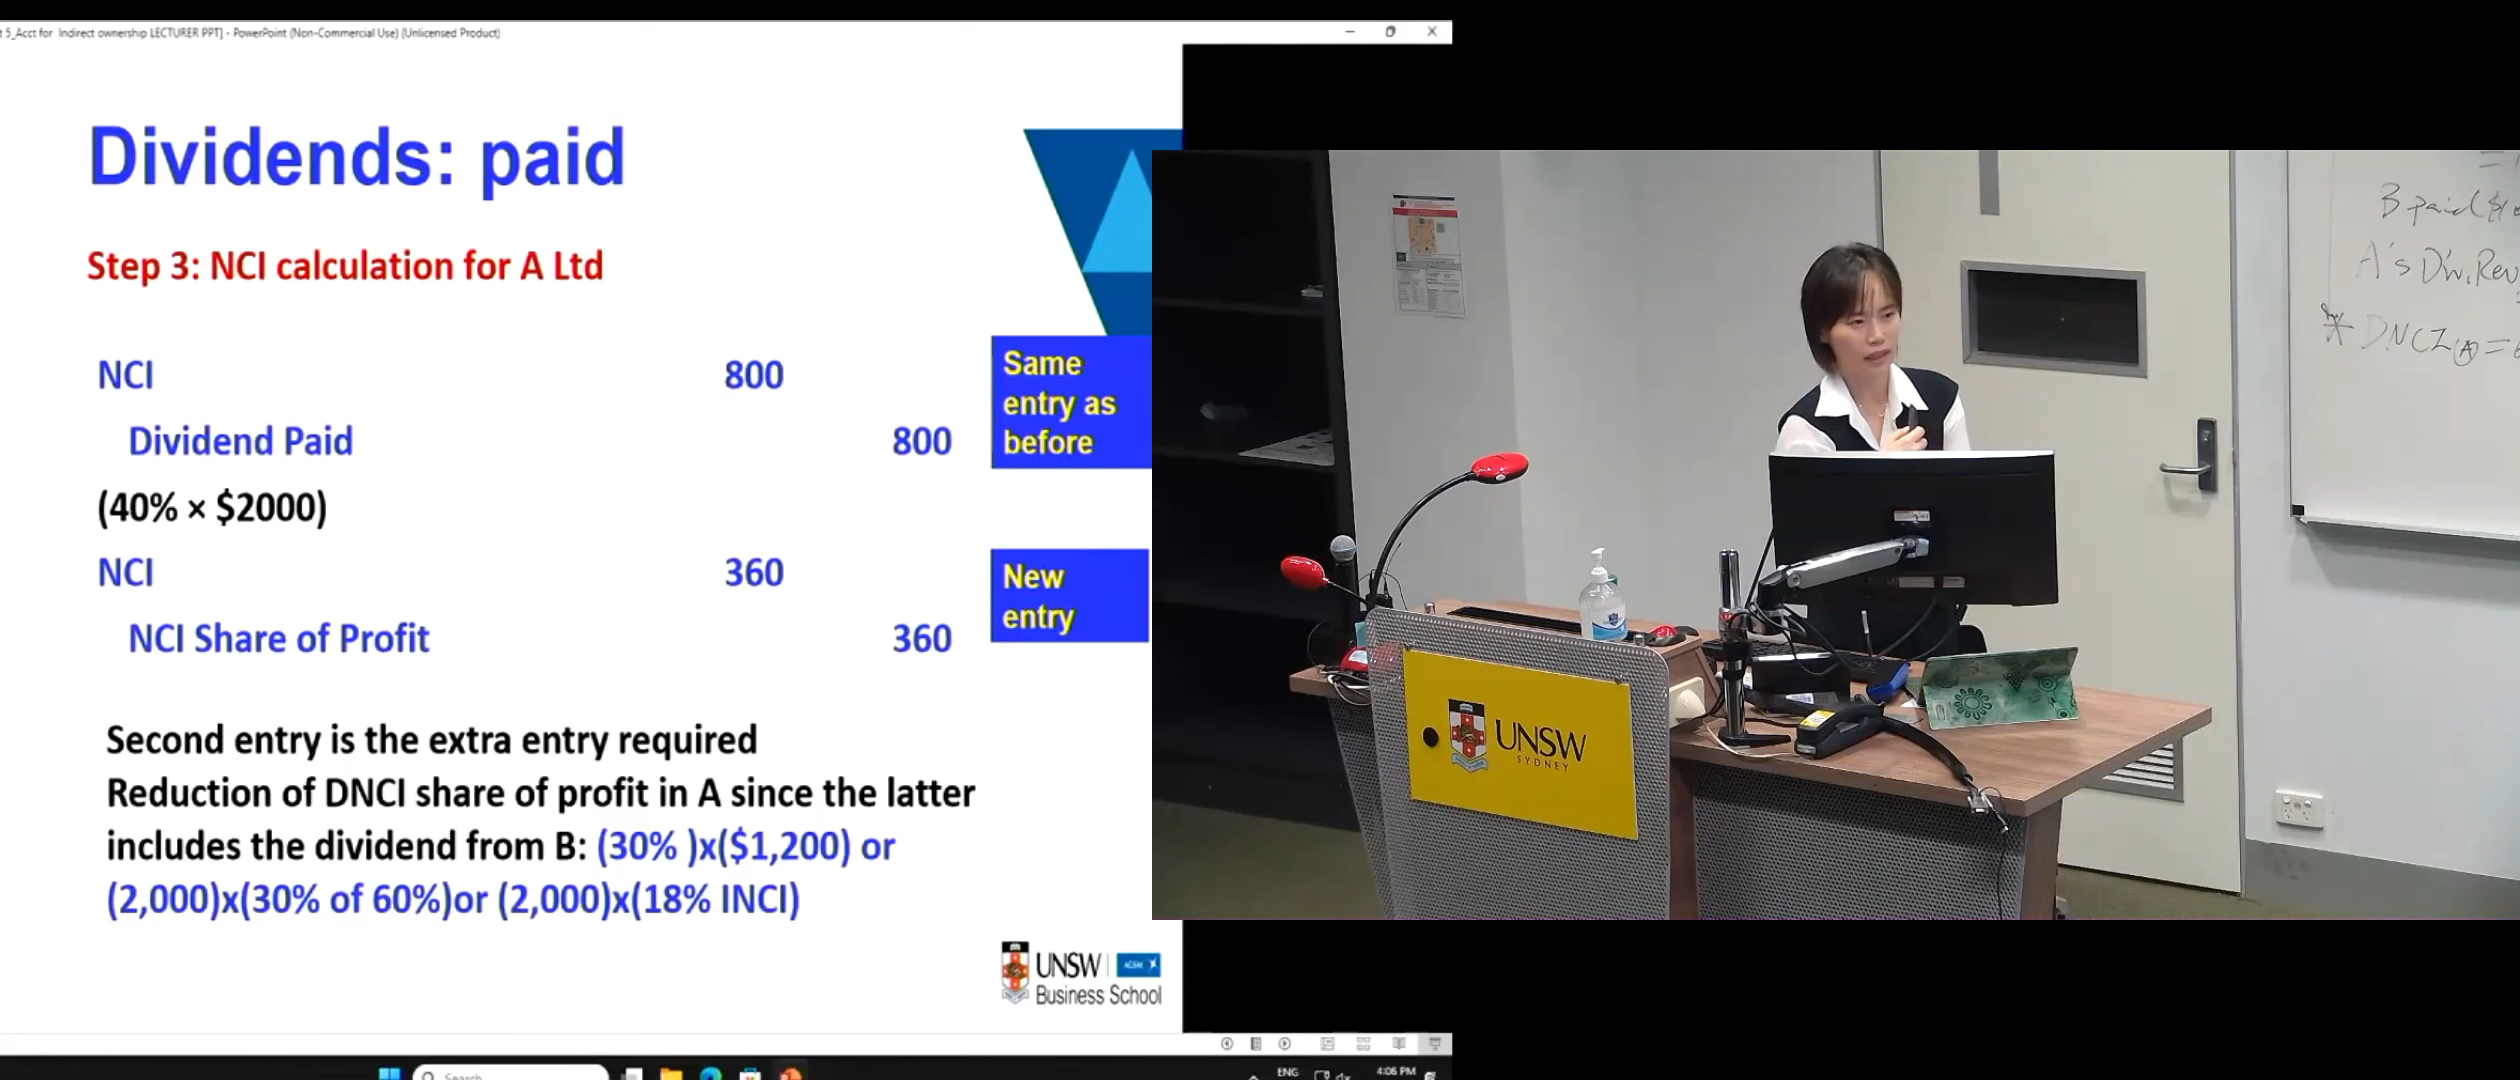 t 5_Acct for Indirect ownership LECTURER PPT] - PowerPoint (Non-Commercial Use) (Unlicensed Product)
Dividends: paid
Step 3: NCI calculation for A Ltd
NCI 800
Dividend Paid 800
(40% × $2000)
Same
entry as
before
NCI 360
NCI Share of Profit 360
New
entry
Second entry is the extra entry required
Reduction of DNCI share of profit in A since the latter
includes the dividend from B: (30% )x($1,200) or
(2,000)x(30% of 60%)or (2,000)x(18% INCI)
UNSW AGSM
Business School
Search
ENG
4:06 PM
B paid
A's Div. Rev
* DNCI Ⓐ =
UNSW
SYDNEY